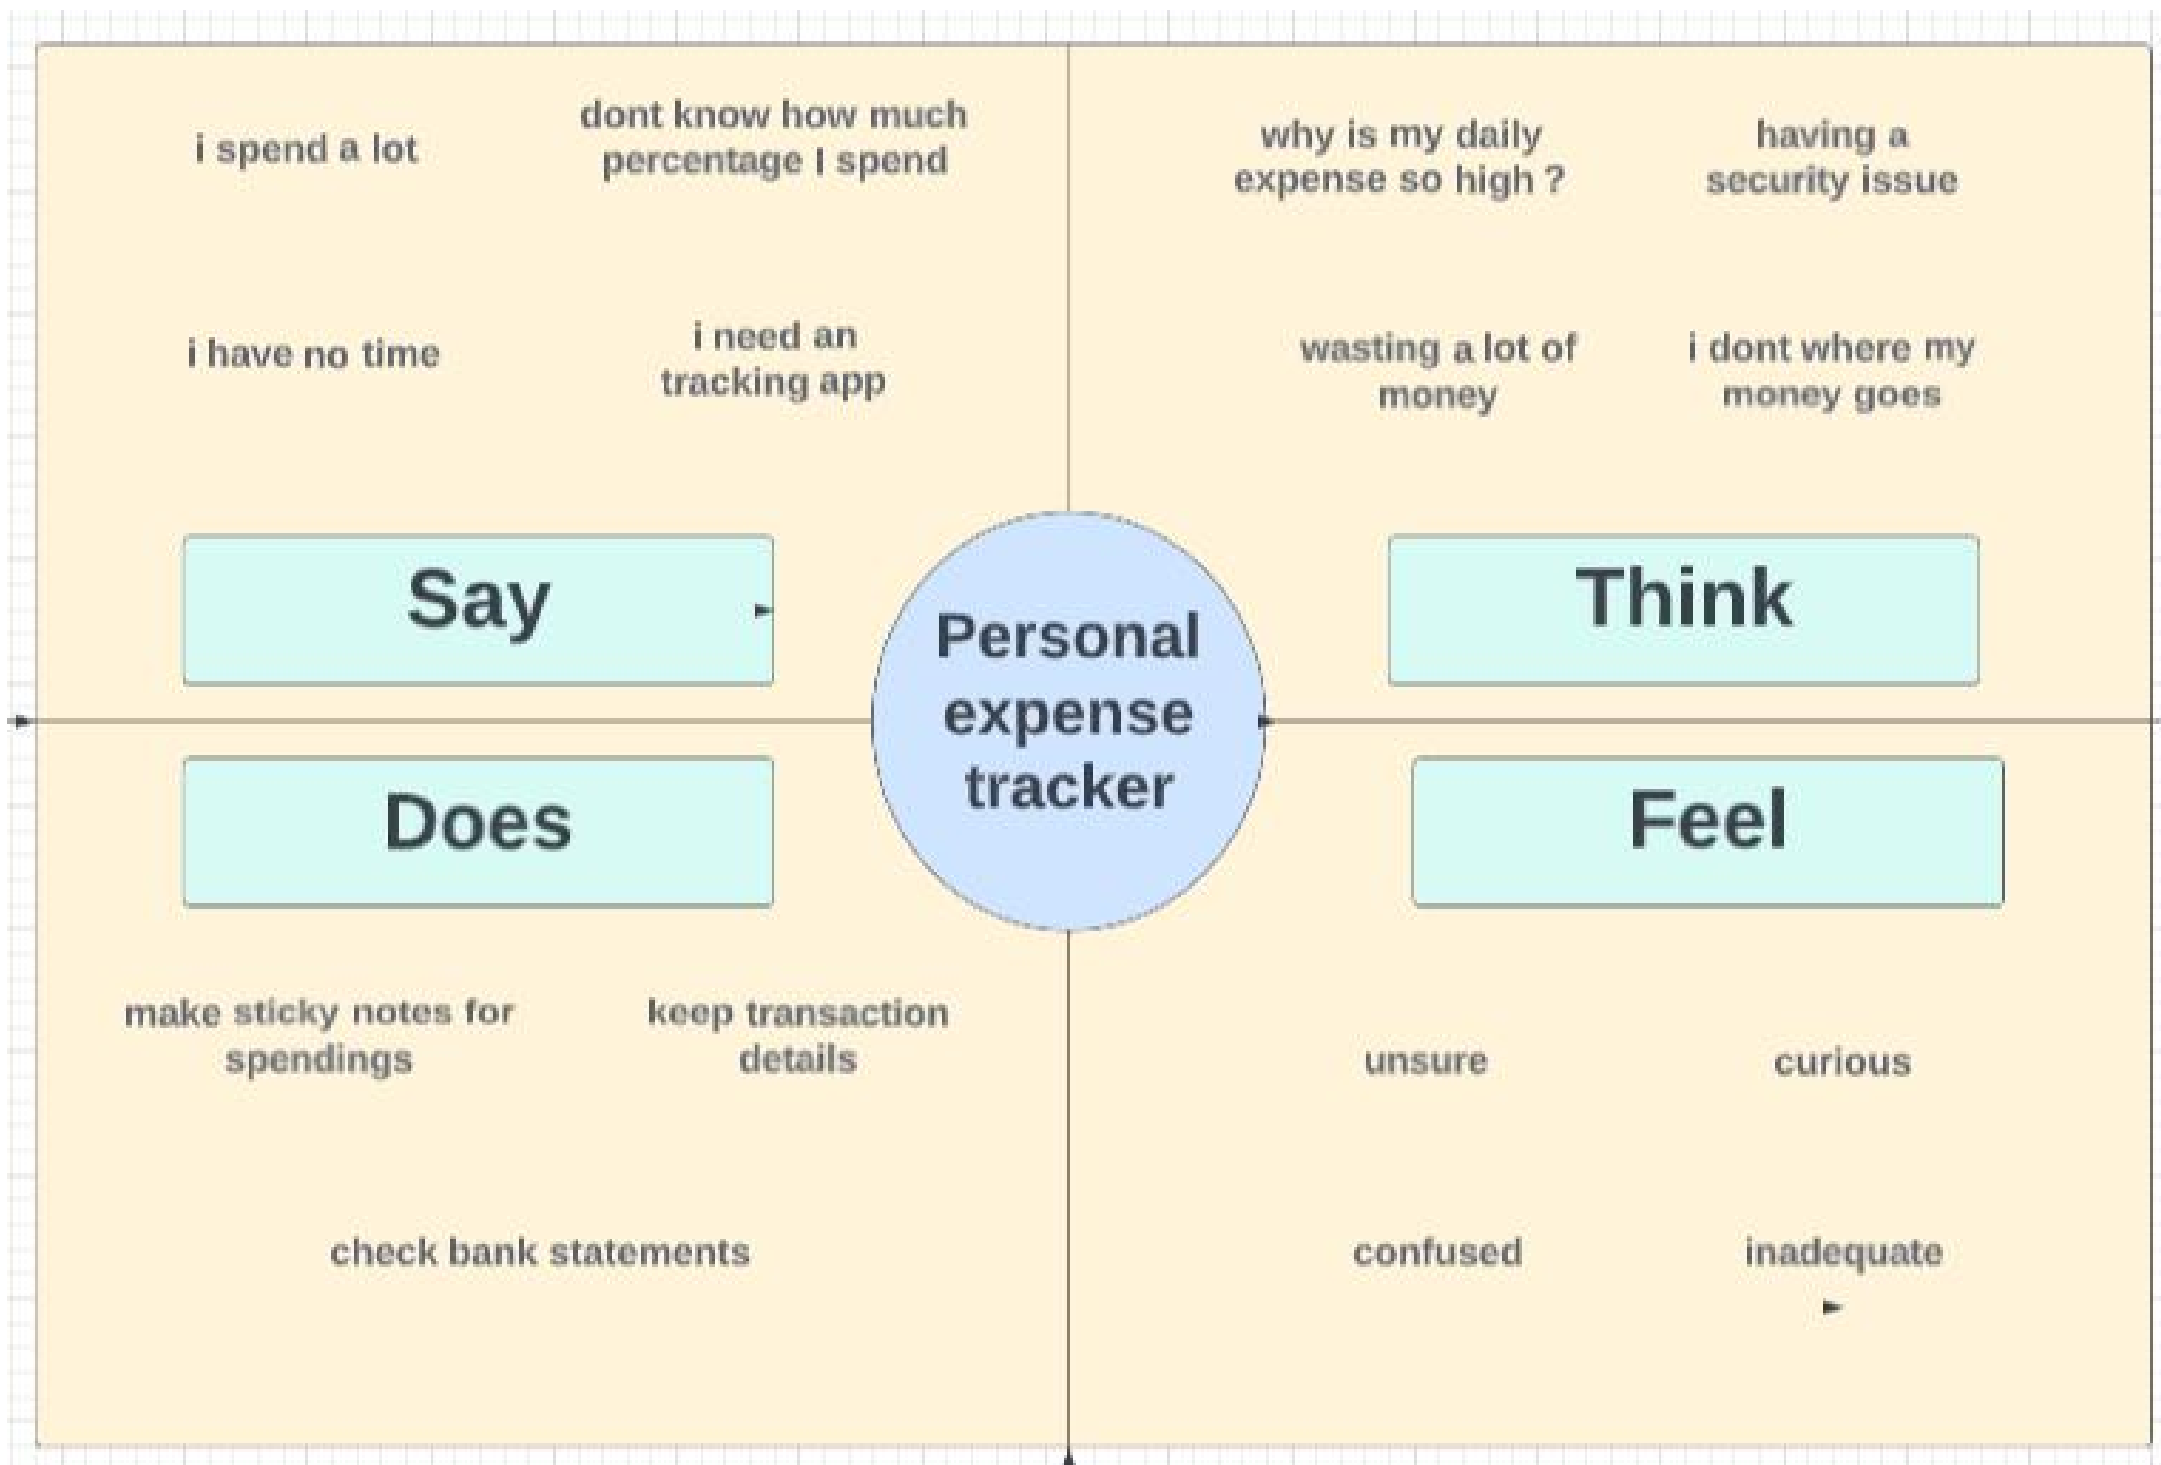 i spend a lot
dont know how much
percentage I spend
i have no time
i need an
tracking app
Say
why is my daily
expense so high ?
having a
security issue
wasting a lot of
money
i dont where my
money goes
Think
Personal
expense
tracker
Does
make sticky notes for
spendings
keep transaction
details
check bank statements
Feel
unsure
curious
confused
inadequate